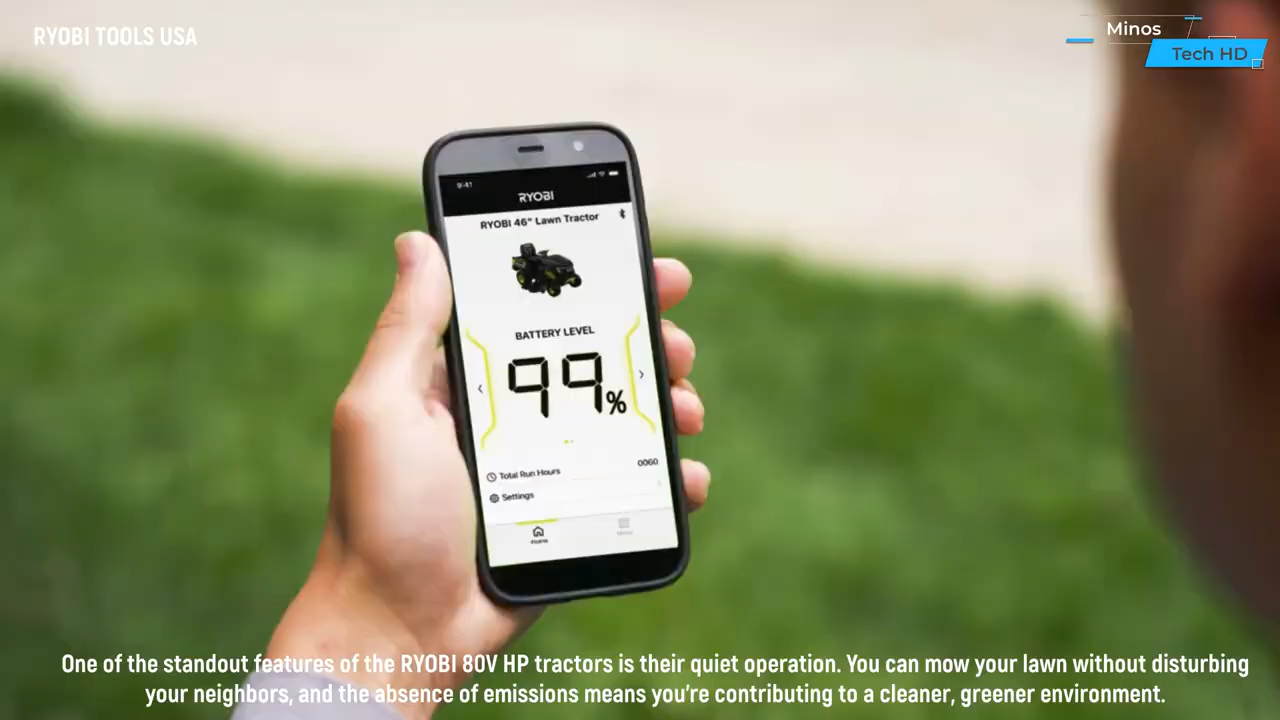 RYOBI TOOLS USA
Minos
Tech HD
9:41
RYOBI
RYOBI 46" Lawn Tractor
BATTERY LEVEL
99%
Total Run Hours 0060
Settings
Home
One of the standout features of the RYOBI 80V HP tractors is their quiet operation. You can mow your lawn without disturbing
your neighbors, and the absence of emissions means you're contributing to a cleaner, greener environment.